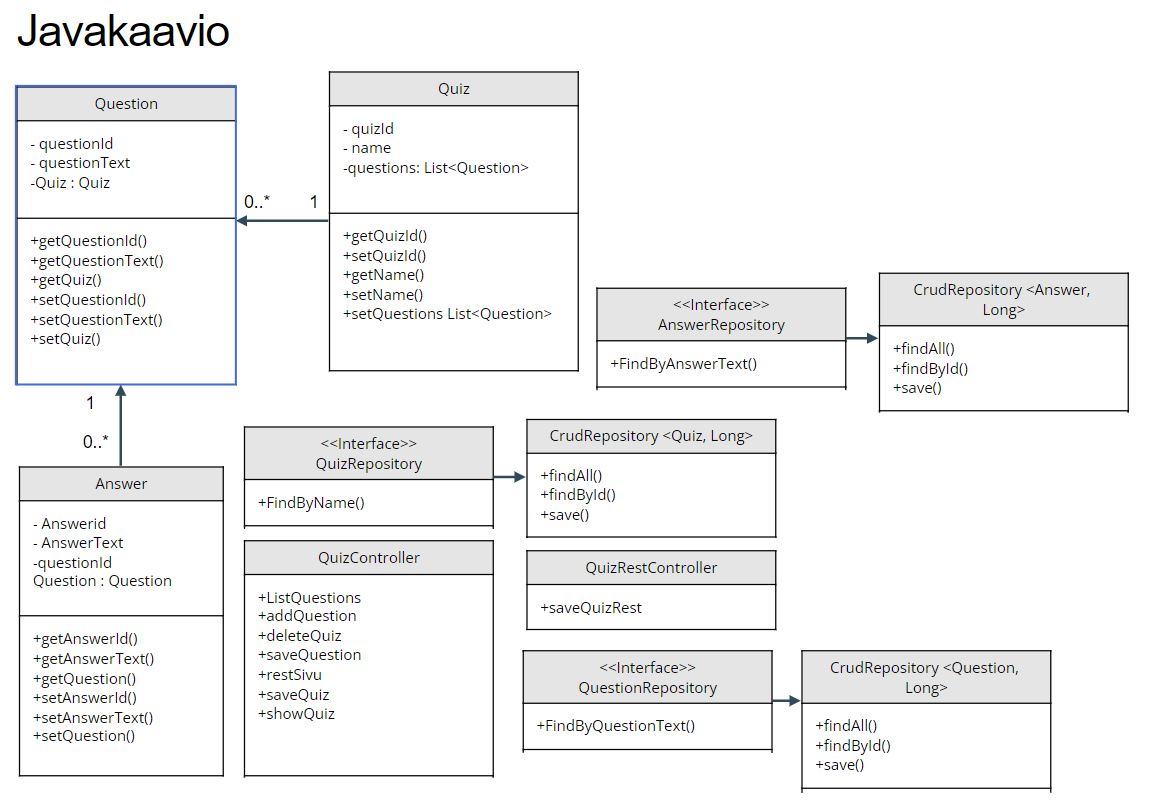 Javakaavio
Question
- questionId
- questionText
-Quiz : Quiz
+getQuestionId()
+getQuestionText()
+getQuiz()
+setQuestionId()
+setQuestionText()
+setQuiz()
0..*
1
Quiz
- quizId
- name
-questions: List<Question>
+getQuizId()
+setQuizId()
+getName()
+setName()
+setQuestions List<Question>
<<Interface>>
AnswerRepository
+FindByAnswerText()
CrudRepository <Answer,
Long>
+findAll()
+findById()
+save()
1
0..*
Answer
- Answerid
- AnswerText
-questionId
Question : Question
+getAnswerId()
+getAnswerText()
+getQuestion()
+setAnswerId()
+setAnswerText()
+setQuestion()
<<Interface>>
QuizRepository
+FindByName()
CrudRepository <Quiz, Long>
+findAll()
+findById()
+save()
QuizController
+ListQuestions
+addQuestion
+deleteQuiz
+saveQuestion
+restSivu
+saveQuiz
+showQuiz
QuizRestController
+saveQuizRest
<<Interface>>
QuestionRepository
+FindByQuestionText()
CrudRepository <Question,
Long>
+findAll()
+findById()
+save()